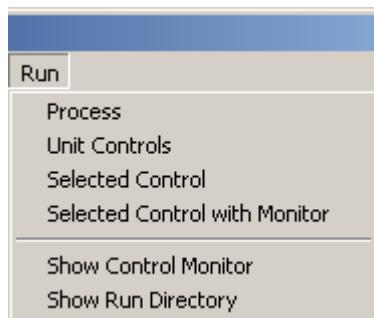 Run
Process
Unit Controls
Selected Control
Selected Control with Monitor
Show Control Monitor
Show Run Directory